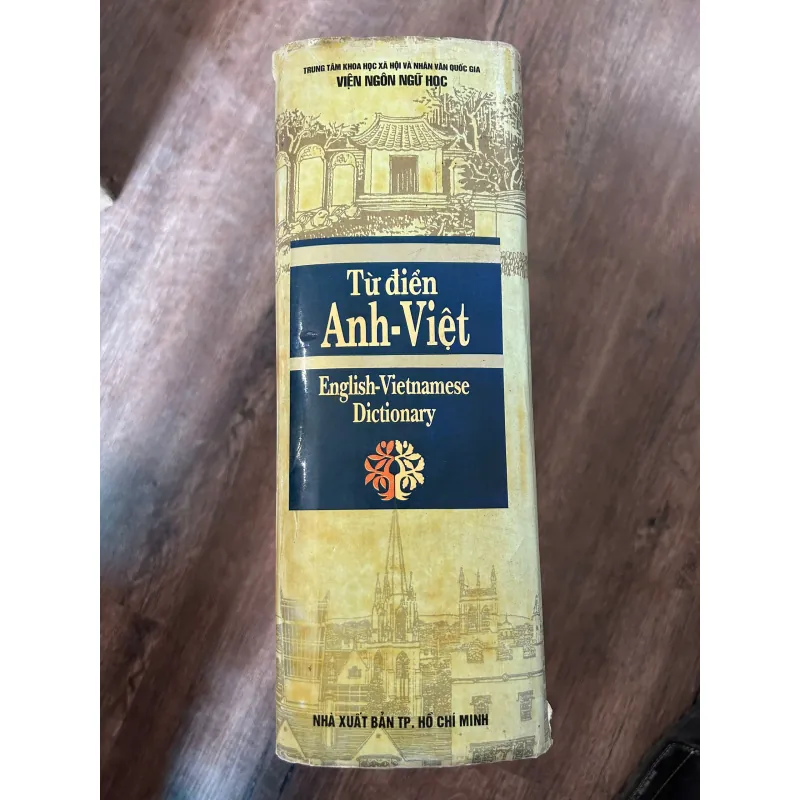 TRUNG TÂM KHOA HỌC XÃ HỘI VÀ NHÂN VĂN QUỐC GIA
VIỆN NGÔN NGỮ HỌC
Từ điển
Anh-Việt
English-Vietnamese
Dictionary
NHÀ XUẤT BẢN TP. HỒ CHÍ MINH